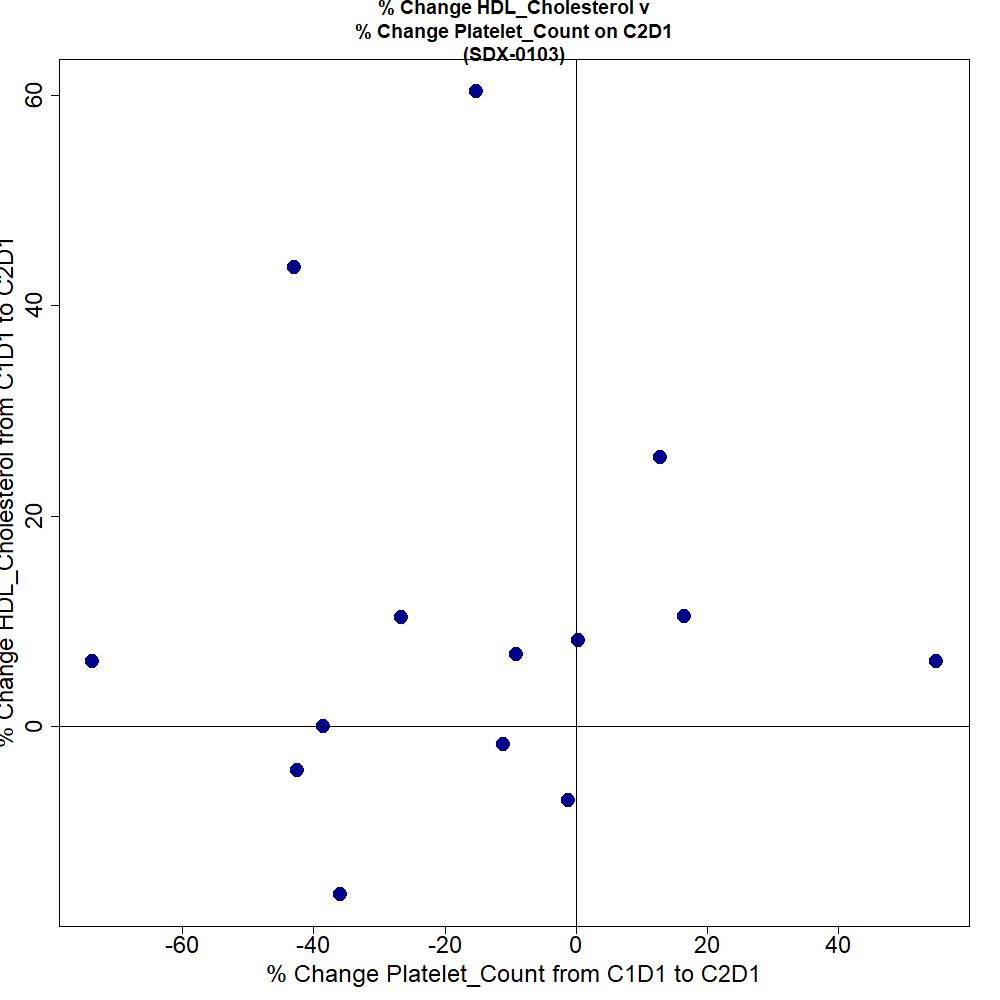 % Change HDL_Cholesterol v
% Change Platelet_Count on C2D1
(SDX-0103)
% Change HDL_Cholesterol from C1D1 to C2D1
60
40
20
0
-60
-40
-20
0
20
40
% Change Platelet_Count from C1D1 to C2D1